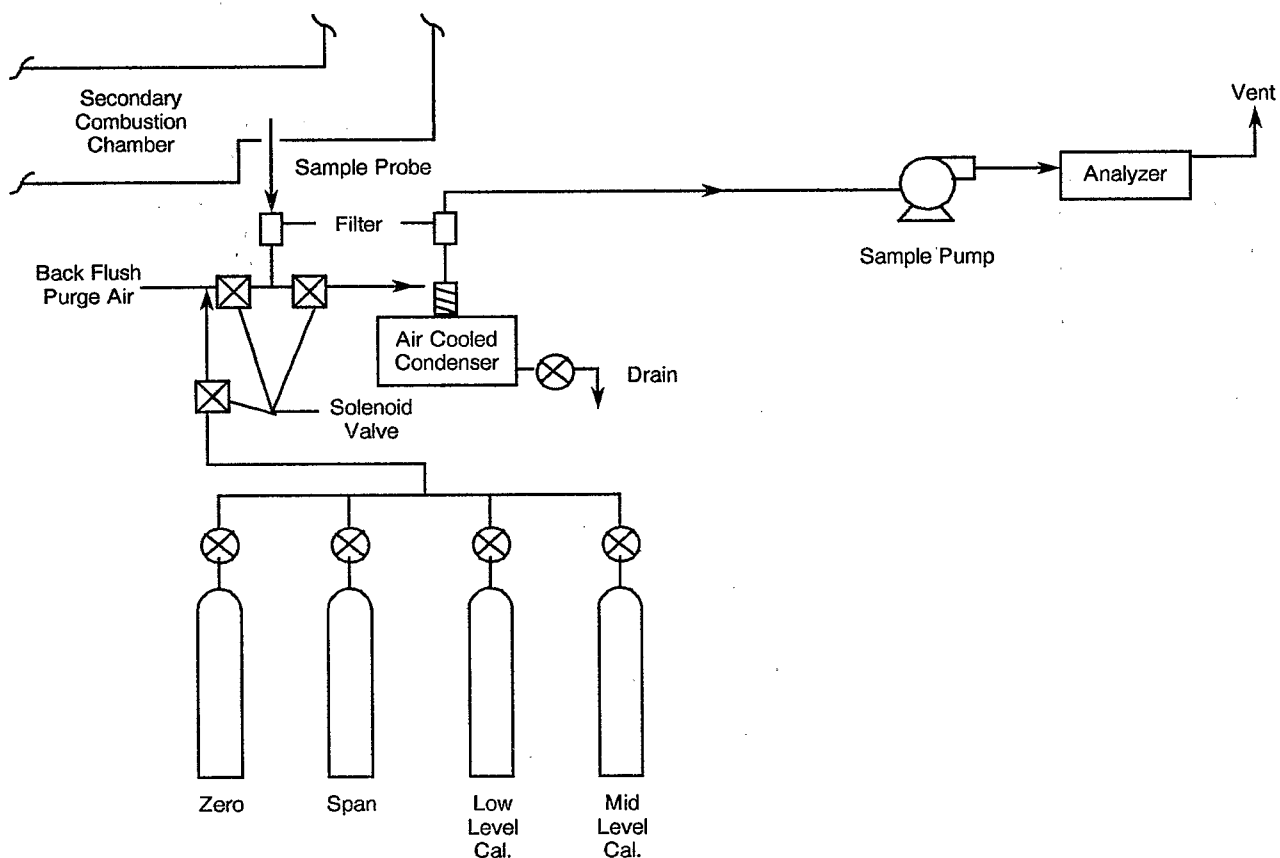 Secondary
Combustion
Chamber
Sample Probe
Vent
Analyzer
Filter
Sample Pump
Back Flush
Purge Air
Air Cooled
Condenser
Drain
Solenoid
Valve
Zero
Span
Low
Level
Cal.
Mid
Level
Cal.